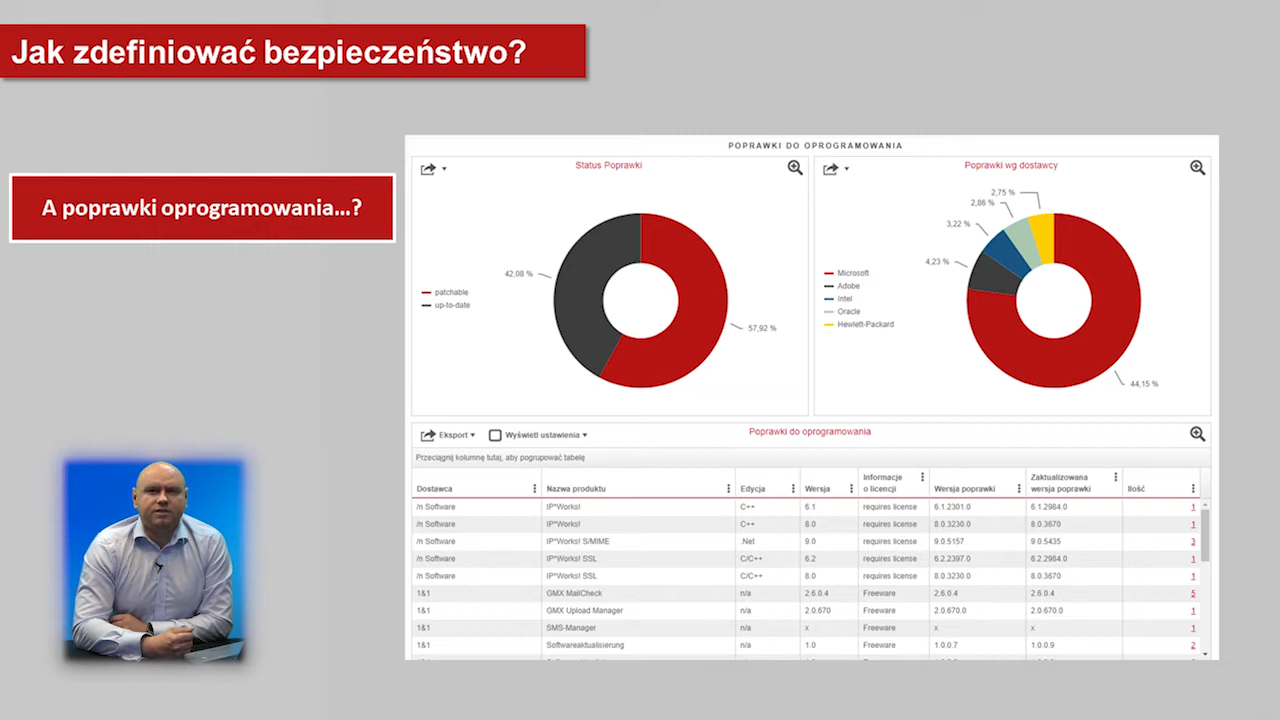 Jak zdefiniować bezpieczeństwo?
A poprawki oprogramowania...?
POPRAWKI DO OPROGRAMOWANIA
Status Poprawki
42,08 %
57,92 %
patchable
up-to-date
Poprawki wg dostawcy
2,75 %
2,86 %
3,22 %
4,23 %
44,15 %
Microsoft
Adobe
Intel
Oracle
Hewlett-Packard
Eksport
Wyświetl ustawienia
Poprawki do oprogramowania
Przeciągnij kolumnę tutaj, aby pogrupować tabelę
Dostawca Nazwa produktu Edycja Wersja Informacje o licencji Wersja poprawki Zaktualizowana wersja poprawki Ilość
/n Software IP*Works! C++ 6.1 requires license 6.1.2301.0 6.1.2984.0 1
/n Software IP*Works! C++ 8.0 requires license 8.0.3230.0 8.0.3670 1
/n Software IP*Works! S/MIME .Net 9.0 requires license 9.0.5157 9.0.5435 3
/n Software IP*Works! SSL C/C++ 6.2 requires license 6.2.2397.0 6.2.2984.0 1
/n Software IP*Works! SSL C/C++ 8.0 requires license 8.0.3230.0 8.0.3670 1
1&1 GMX MailCheck n/a 2.6.0.4 Freeware 2.6.0.4 2.6.0.4 5
1&1 GMX Upload Manager n/a 2.0.670 Freeware 2.0.670.0 2.0.670.0 1
1&1 SMS-Manager n/a x Freeware x x 1
1&1 Softwareaktualisierung n/a 1.0 Freeware 1.0.0.7 1.0.0.9 2